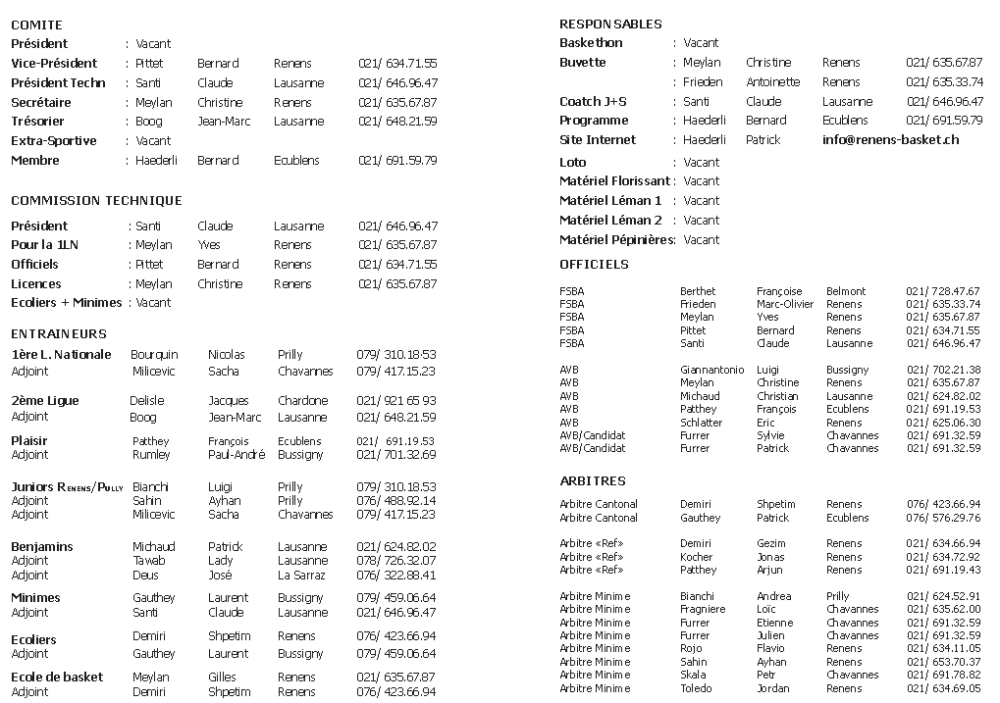 COMITE
Président : Vacant
Vice-Président : Pittet Bernard Renens 021/ 634.71.55
Président Techn : Santi Claude Lausanne 021/ 646.96.47
Secrétaire : Meylan Christine Renens 021/ 635.67.87
Trésorier : Boog Jean-Marc Lausanne 021/ 648.21.59
Extra-Sportive : Vacant
Membre : Haederli Bernard Ecublens 021/ 691.59.79
COMMISSION TECHNIQUE
Président : Santi Claude Lausanne 021/ 646.96.47
Pour la 1LN : Meylan Yves Renens 021/ 635.67.87
Officiels : Pittet Bernard Renens 021/ 634.71.55
Licences : Meylan Christine Renens 021/ 635.67.87
Ecoliers + Minimes : Vacant
ENTRAINEURS
1ère L. Nationale Bourquin Nicolas Prilly 079/ 310.18-53
Adjoint Milicevic Sacha Chavannes 079/ 417.15.23
2ème Ligue Delisle Jacques Chardone 021/ 921 65 93
Adjoint Boog Jean-Marc Lausanne 021/ 648.21.59
Plaisir Patthey François Ecublens 021/ 691.19.53
Adjoint Rumley Paul-André Bussigny 021/ 701.32.69
Juniors RENENS/PULLY Bianchi Luigi Prilly 079/ 310.18.53
Adjoint Sahin Ayhan Prilly 076/ 488.92.14
Adjoint Milicevic Sacha Chavannes 079/ 417.15.23
Benjamins Michaud Patrick Lausanne 021/ 624.82.02
Adjoint Tawab Lady Lausanne 078/ 726.32.07
Adjoint Deus José La Sarraz 076/ 322.88.41
Minimes Gauthey Laurent Bussigny 079/ 459.06.64
Adjoint Santi Claude Lausanne 021/ 646.96.47
Ecoliers Demiri Shpetim Renens 076/ 423.66.94
Adjoint Gauthey Laurent Bussigny 079/ 459.06.64
Ecole de basket Meylan Gilles Renens 021/ 635.67.87
Adjoint Demiri Shpetim Renens 076/ 423.66.94
RESPONSABLES
Baskethon : Vacant
Buvette : Meylan Christine Renens 021/ 635.67.87
: Frieden Antoinette Renens 021/ 635.33.74
Coatch J+S : Santi Claude Lausanne 021/ 646.96.47
Programme : Haederli Bernard Ecublens 021/ 691.59.79
Site Internet : Haederli Patrick info@renens-basket.ch
Loto : Vacant
Matériel Florissant : Vacant
Matériel Léman 1 : Vacant
Matériel Léman 2 : Vacant
Matériel Pépinières: Vacant
OFFICIELS
FSBA Berthet Françoise Belmont 021/ 728.47.67
FSBA Frieden Marc-Olivier Renens 021/ 635.33.74
FSBA Meylan Yves Renens 021/ 635.67.87
FSBA Pittet Bernard Renens 021/ 634.71.55
FSBA Santi Claude Lausanne 021/ 646.96.47
AVB Giannantonio Luigi Bussigny 021/ 702.21.38
AVB Meylan Christine Renens 021/ 635.67.87
AVB Michaud Christian Lausanne 021/ 624.82.02
AVB Patthey François Ecublens 021/ 691.19.53
AVB Schlatter Eric Renens 021/ 625.06.30
AVB/Candidat Furrer Sylvie Chavannes 021/ 691.32.59
AVB/Candidat Furrer Patrick Chavannes 021/ 691.32.59
ARBITRES
Arbitre Cantonal Demiri Shpetim Renens 076/ 423.66.94
Arbitre Cantonal Gauthey Patrick Ecublens 076/ 576.29.76
Arbitre «Ref» Demiri Gezim Renens 021/ 634.66.94
Arbitre «Ref» Kocher Jonas Renens 021/ 634.72.92
Arbitre «Ref» Patthey Arjun Renens 021/ 691.19.43
Arbitre Minime Bianchi Andrea Prilly 021/ 624.52.91
Arbitre Minime Fragniere Loïc Chavannes 021/ 635.62.00
Arbitre Minime Furrer Etienne Chavannes 021/ 691.32.59
Arbitre Minime Furrer Julien Chavannes 021/ 691.32.59
Arbitre Minime Rojo Flavio Renens 021/ 634.11.05
Arbitre Minime Sahin Ayhan Renens 021/ 653.70.37
Arbitre Minime Skala Petr Chavannes 021/ 691.78.82
Arbitre Minime Toledo Jordan Renens 021/ 634.69.05